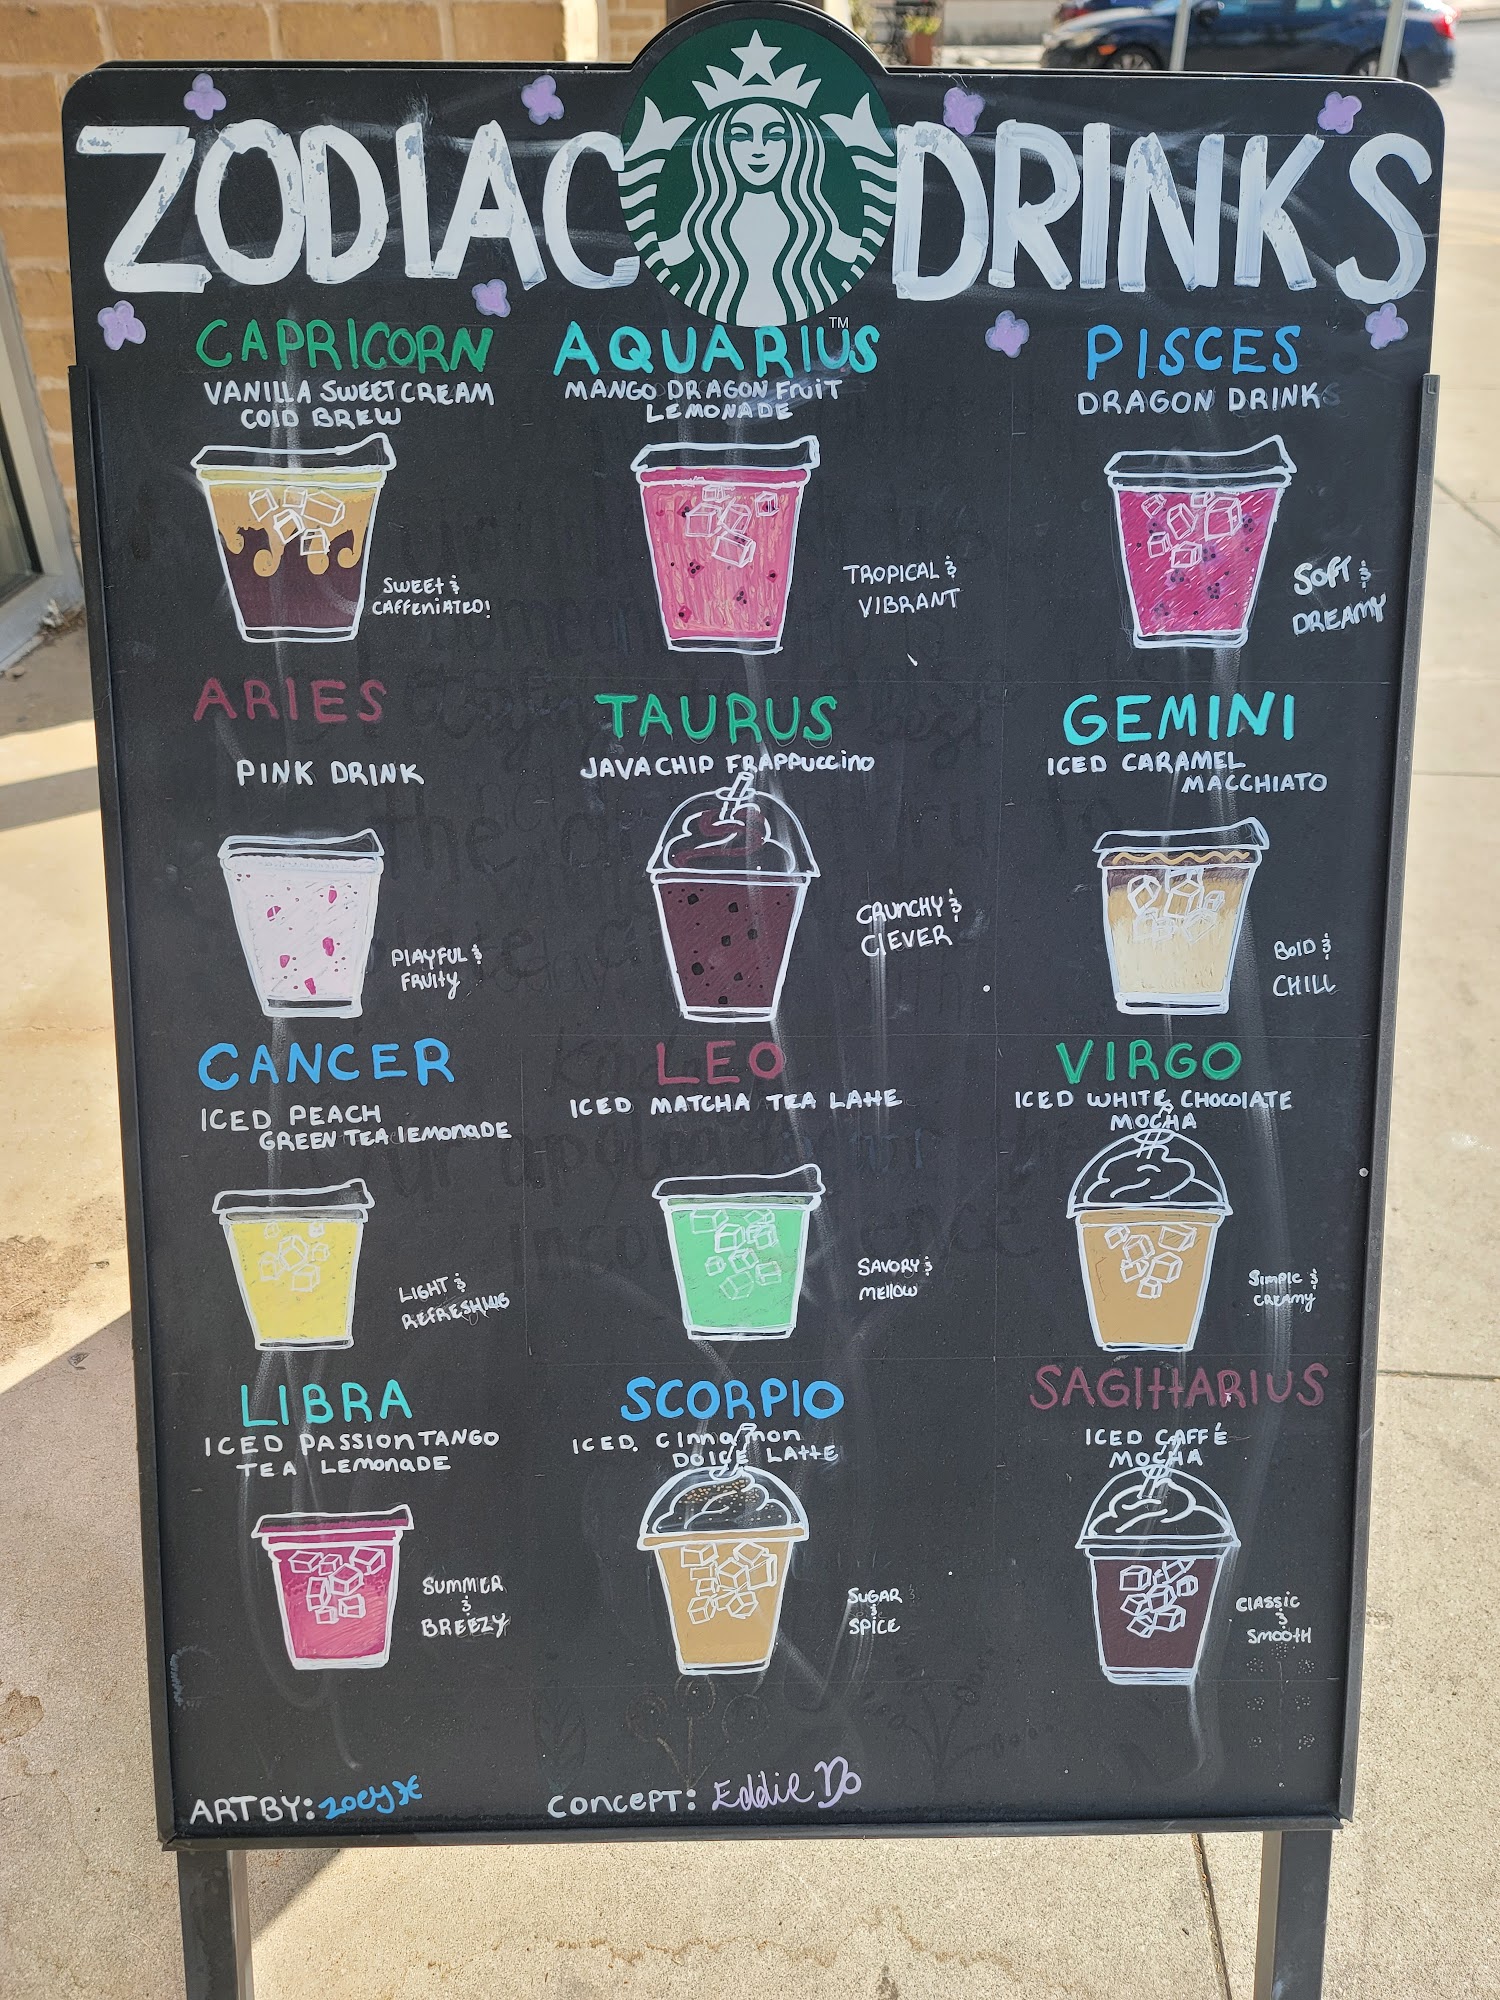 ZODIAC DRINKS
TM
CAPRICORN
VANILLA SWEET CREAM
COLD BREW
SWEET &
CAFFEINATED!
AQUARIUS
MANGO DRAGON FRUIT
LEMONADE
TROPICAL &
VIBRANT
PISCES
DRAGON DRINK
SOFT &
DREAMY
ARIES
PINK DRINK
PLAYFUL &
FRUITY
TAURUS
JAVA CHIP FRAPPUCCINO
CRUNCHY &
CLEVER
GEMINI
ICED CARAMEL
MACCHIATO
BOLD &
CHILL
CANCER
ICED PEACH
GREEN TEA LEMONADE
LIGHT &
REFRESHING
LEO
ICED MATCHA TEA LATTE
SAVORY &
MELLOW
VIRGO
ICED WHITE CHOCOLATE
MOCHA
SIMPLE &
CREAMY
LIBRA
ICED PASSION TANGO
TEA LEMONADE
SUMMER
&
BREEZY
SCORPIO
ICED. CINNAMON
DOLCE LATTE
SUGAR
&
SPICE
SAGITTARIUS
ICED CAFFÉ
MOCHA
CLASSIC
&
SMOOTH
ART BY: ZOEY
CONCEPT: Eddie Do